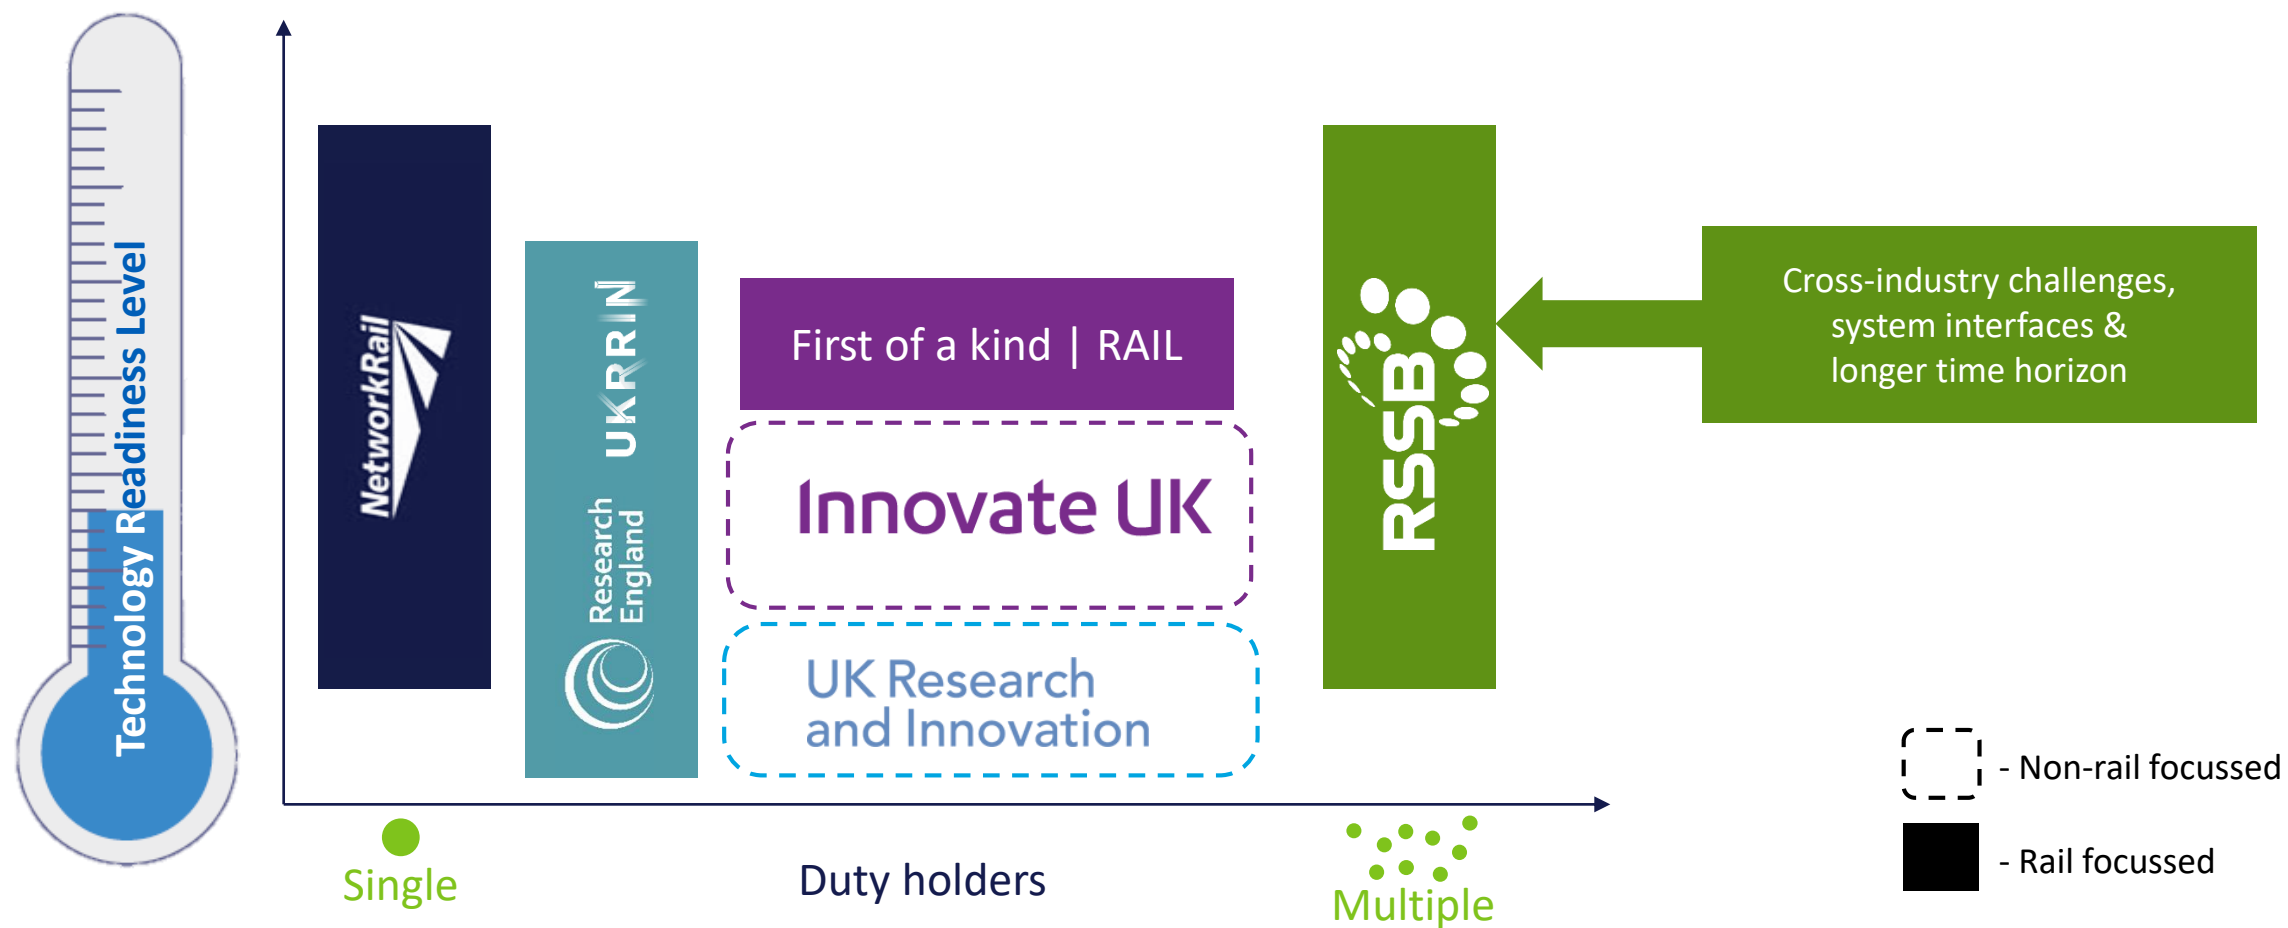 Technology Readiness Level
NetworkRail
UKRRIN
Research
England
First of a kind | RAIL
Innovate UK
UK Research
and Innovation
RSSB
Cross-industry challenges,
system interfaces &
longer time horizon
- Non-rail focussed
- Rail focussed
Single
Duty holders
Multiple